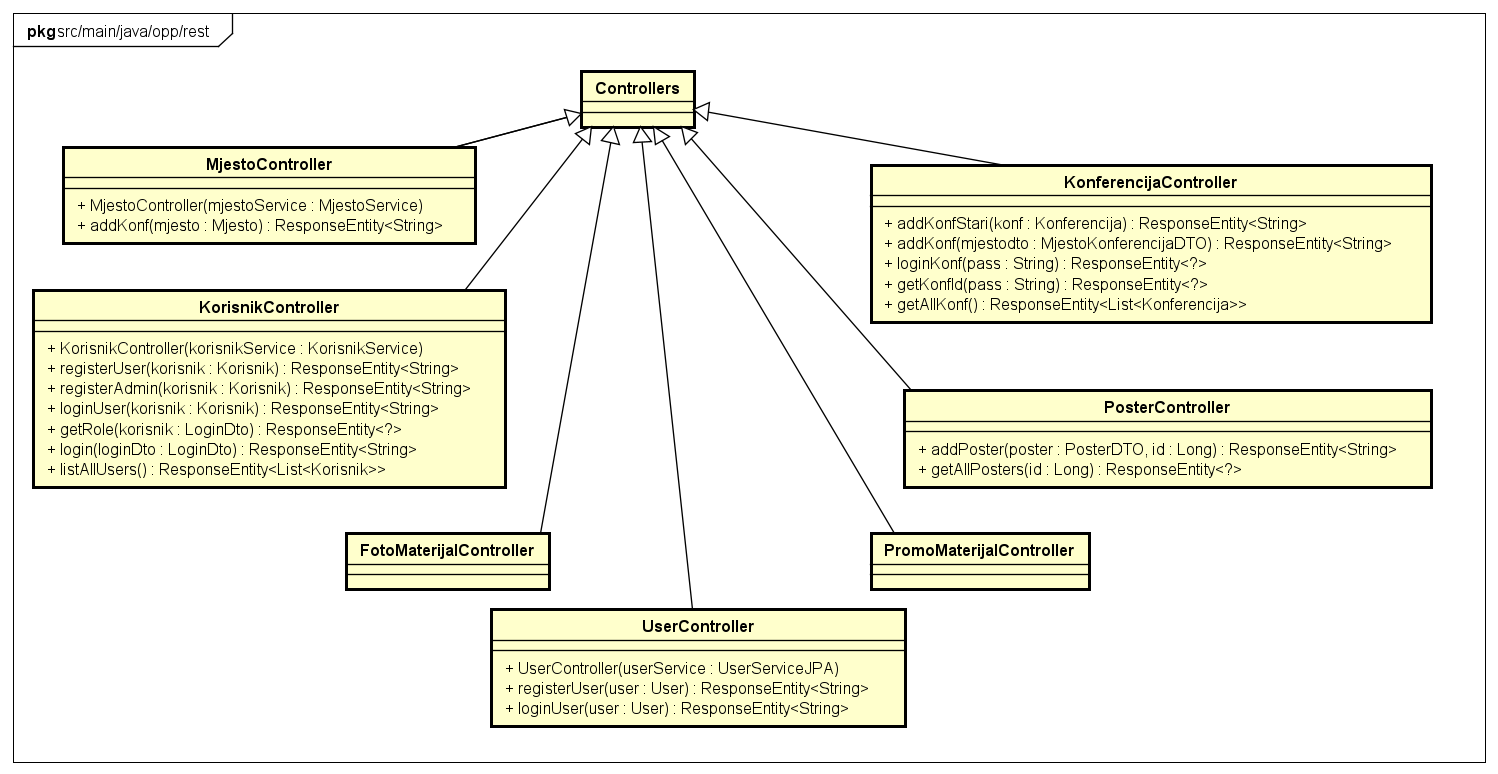 pkg src/main/java/opp/rest
Controllers
MjestoController
+ MjestoController(mjestoService : MjestoService)
+ addKonf(mjesto : Mjesto) : ResponseEntity<String>
KonferencijaController
+ addKonfStari(konf : Konferencija) : ResponseEntity<String>
+ addKonf(mjestodto : MjestoKonferencijaDTO) : ResponseEntity<String>
+ loginKonf(pass : String) : ResponseEntity<?>
+ getKonfId(pass : String) : ResponseEntity<?>
+ getAllKonf() : ResponseEntity<List<Konferencija>>
KorisnikController
+ KorisnikController(korisnikService : KorisnikService)
+ registerUser(korisnik : Korisnik) : ResponseEntity<String>
+ registerAdmin(korisnik : Korisnik) : ResponseEntity<String>
+ loginUser(korisnik : Korisnik) : ResponseEntity<String>
+ getRole(korisnik : LoginDto) : ResponseEntity<?>
+ login(loginDto : LoginDto) : ResponseEntity<String>
+ listAllUsers() : ResponseEntity<List<Korisnik>>
PosterController
+ addPoster(poster : PosterDTO, id : Long) : ResponseEntity<String>
+ getAllPosters(id : Long) : ResponseEntity<?>
FotoMaterijalController
PromoMaterijalController
UserController
+ UserController(userService : UserServiceJPA)
+ registerUser(user : User) : ResponseEntity<String>
+ loginUser(user : User) : ResponseEntity<String>